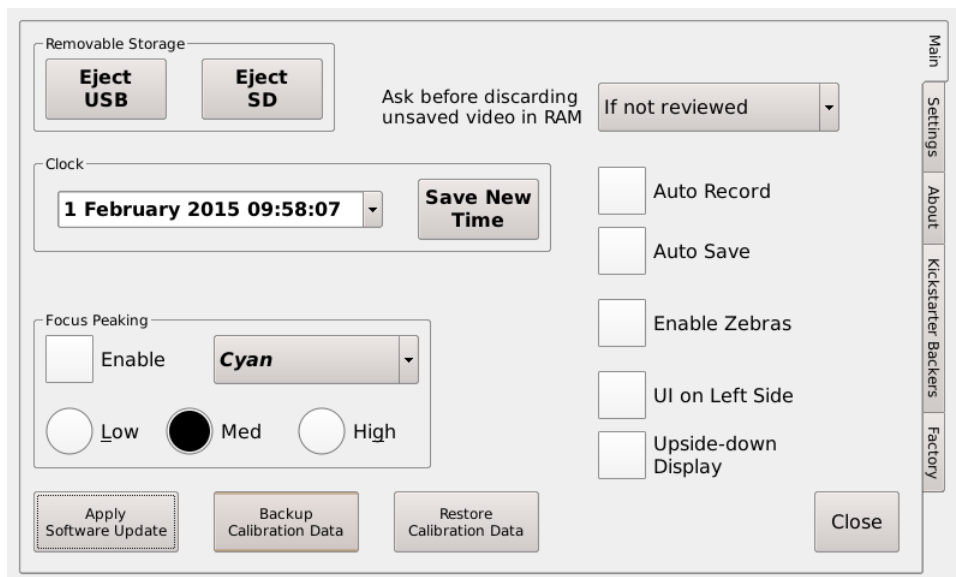 Removable Storage
Eject
USB
Eject
SD
Ask before discarding
unsaved video in RAM
If not reviewed
Clock
1 February 2015 09:58:07
Save New
Time
Auto Record
Auto Save
Enable Zebras
UI on Left Side
Upside-down
Display
Focus Peaking
Enable
Cyan
Low
Med
High
Apply
Software Update
Backup
Calibration Data
Restore
Calibration Data
Close
Main
Settings
About
Kickstarter Backers
Factory